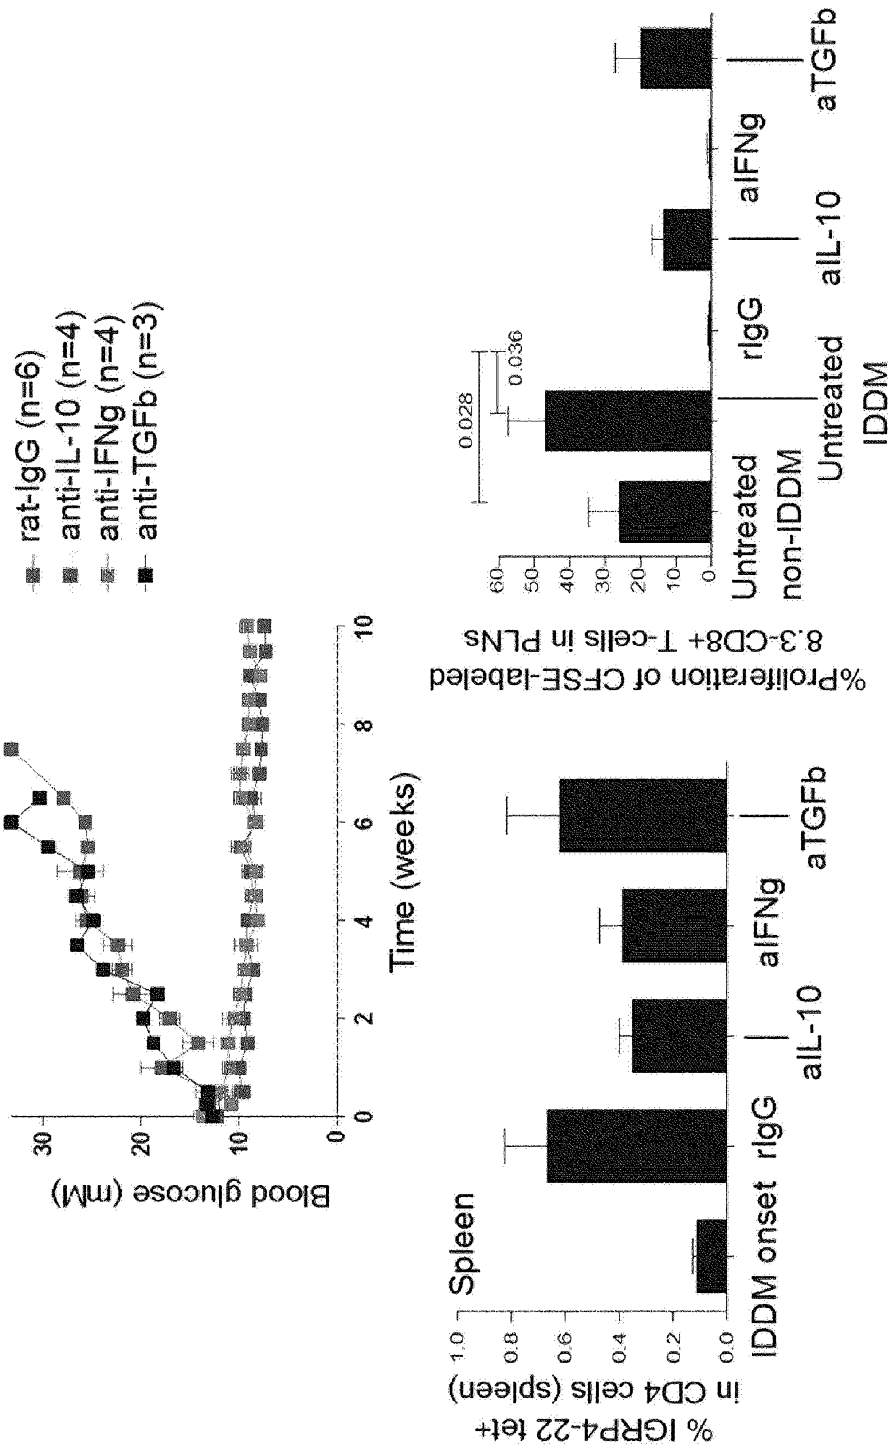 rat-IgG (n=6)
anti-IL-10 (n=4)
anti-IFNg (n=4)
anti-TGFb (n=3)
Blood glucose (mM)
30
20
10
0
0 2 4 6 8 10
Time (weeks)
% IGRP4-22 tet+
in CD4 cells (spleen)
Spleen
1.0
0.8
0.6
0.4
0.2
0.0
IDDM onset rIgG aIFNg
aIL-10 aTGFb
%Proliferation of CFSE-labeled
8.3-CD8+ T-cells in PLNs
60
50
40
30
20
10
0
0.028
0.036
Untreated rIgG aIFNg
non-IDDM
Untreated aIL-10 aTGFb
IDDM